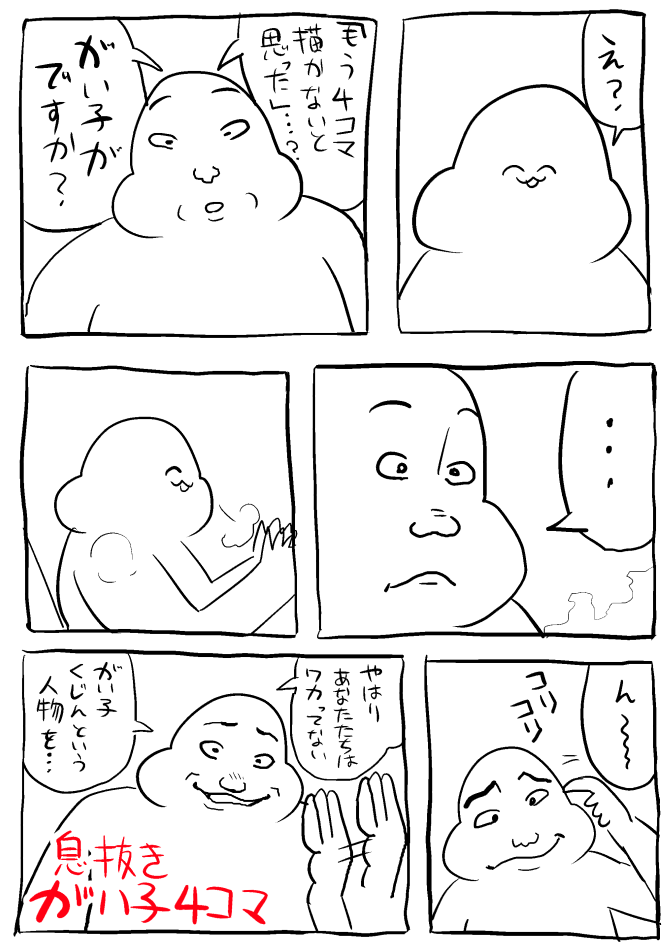 え？
「もう４コマ
描かないと
思った」…？
がい子が
ですか？
・・・
ん〜〜〜
コリ
コリ
やはり
あなたたちは
ワカってない
がい子
くじんという
人物を…
息抜き
がい子４コマ